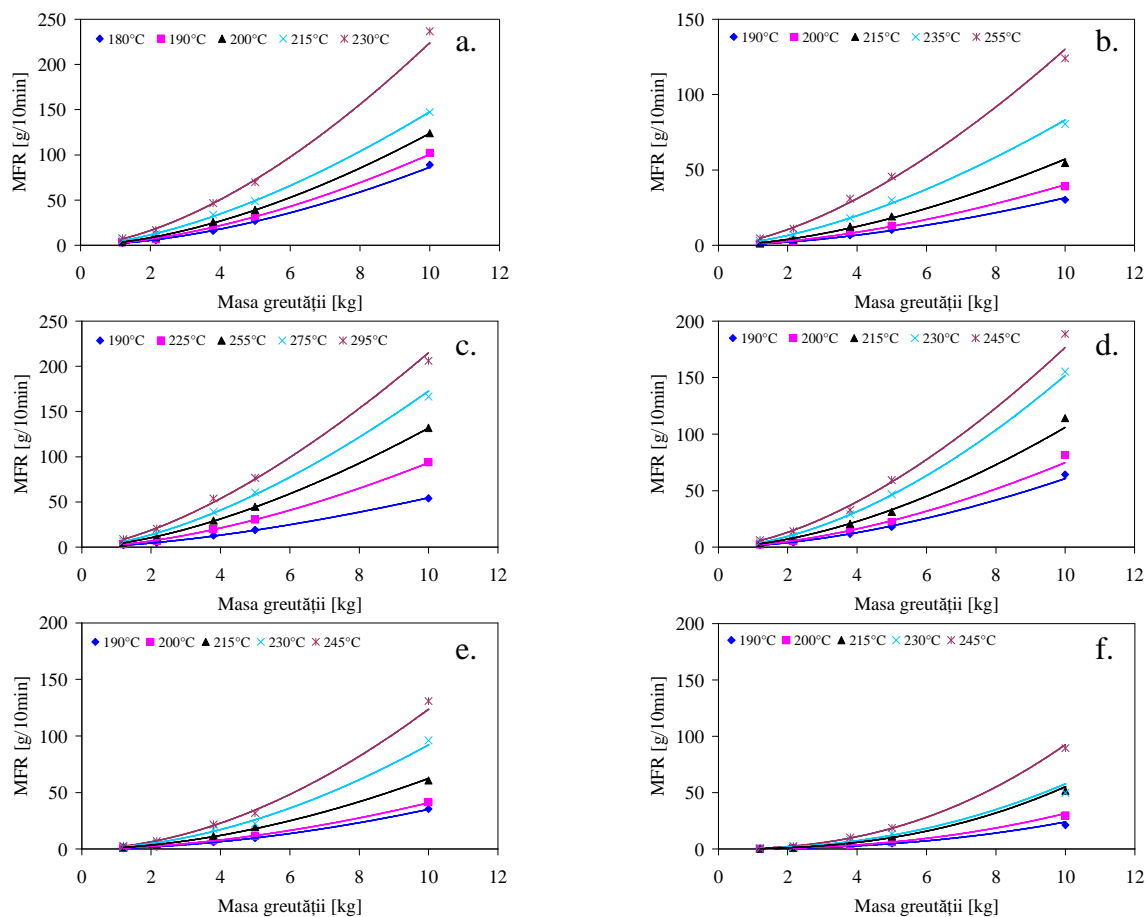 250
200
150
100
50
0
MFR [g/10min]
180°C 190°C 200°C 215°C 230°C
a.
0 2 4 6 8 10 12
Masa greutății [kg]
150
100
50
0
MFR [g/10min]
190°C 200°C 215°C 235°C 255°C
b.
0 2 4 6 8 10 12
Masa greutății [kg]
250
200
150
100
50
0
MFR [g/10min]
190°C 225°C 255°C 275°C 295°C
c.
0 2 4 6 8 10 12
Masa greutății [kg]
200
150
100
50
0
MFR [g/10min]
190°C 200°C 215°C 230°C 245°C
d.
0 2 4 6 8 10 12
Masa greutății [kg]
200
150
100
50
0
MFR [g/10min]
190°C 200°C 215°C 230°C 245°C
e.
0 2 4 6 8 10 12
Masa greutății [kg]
200
150
100
50
0
MFR [g/10min]
190°C 200°C 215°C 230°C 245°C
f.
0 2 4 6 8 10 12
Masa greutății [kg]